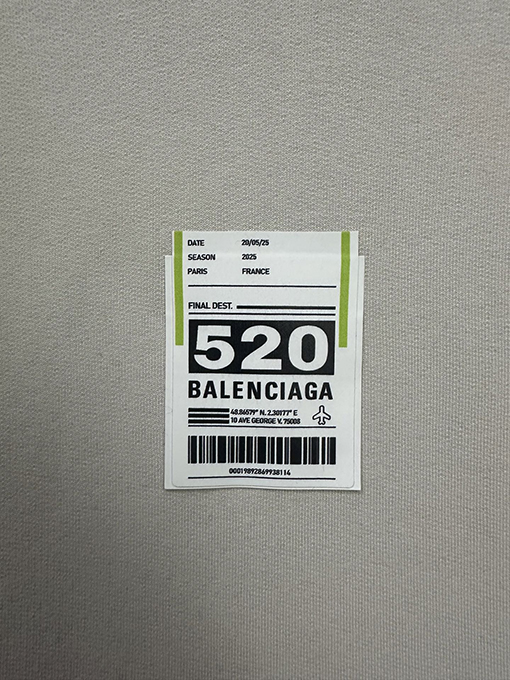 DATE 20/05/25
SEASON 2025
PARIS FRANCE
FINAL DEST.
520
BALENCIAGA
48.86579° N. 2.30177° E
10 AVE GEORGE V. 75008
00019892869938114